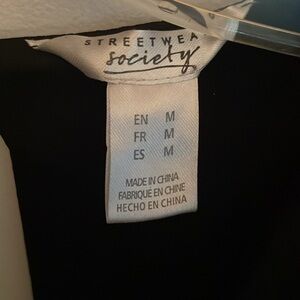 STREETWEA
society
EN M
FR M
ES M
MADE IN CHINA
FABRIQUÉ EN CHINE
HECHO EN CHINA